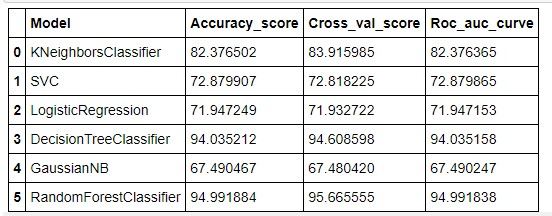 Model Accuracy_score Cross_val_score Roc_auc_curve
0 KNeighborsClassifier 82.376502 83.915985 82.376365
1 SVC 72.879907 72.818225 72.879865
2 LogisticRegression 71.947249 71.932722 71.947153
3 DecisionTreeClassifier 94.035212 94.608598 94.035158
4 GaussianNB 67.490467 67.480420 67.490247
5 RandomForestClassifier 94.991884 95.665555 94.991838